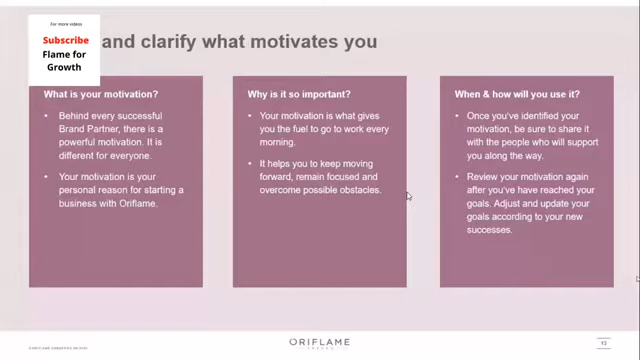 For more videos
Subscribe
Flame for
Growth
and clarify what motivates you
What is your motivation?
• Behind every successful
Brand Partner, there is a
powerful motivation. It is
different for everyone.
• Your motivation is your
personal reason for starting a
business with Oriflame.
Why is it so important?
• Your motivation is what gives
you the fuel to go to work every
morning.
• It helps you to keep moving
forward, remain focused and
overcome possible obstacles.
When & how will you use it?
• Once you've identified your
motivation, be sure to share it
with the people who will support
you along the way.
• Review your motivation again
after you've have reached your
goals. Adjust and update your
goals according to your new
successes.
ORIFLAME
SWEDEN